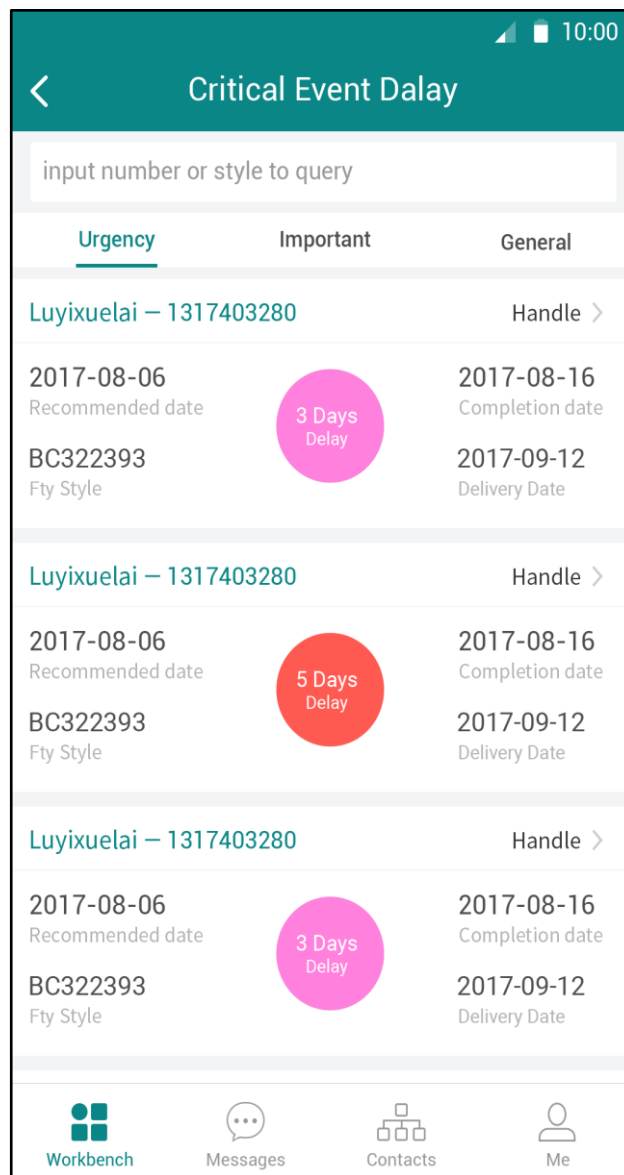 10:00
Critical Event Dalay
input number or style to query
Urgency Important General
Luyixuelai – 1317403280 Handle
2017-08-06 2017-08-16
Recommended date 3 Days Completion date
Delay
BC322393 2017-09-12
Fty Style Delivery Date
Luyixuelai – 1317403280 Handle
2017-08-06 2017-08-16
Recommended date 5 Days Completion date
Delay
BC322393 2017-09-12
Fty Style Delivery Date
Luyixuelai – 1317403280 Handle
2017-08-06 2017-08-16
Recommended date 3 Days Completion date
Delay
BC322393 2017-09-12
Fty Style Delivery Date
Workbench Messages Contacts Me